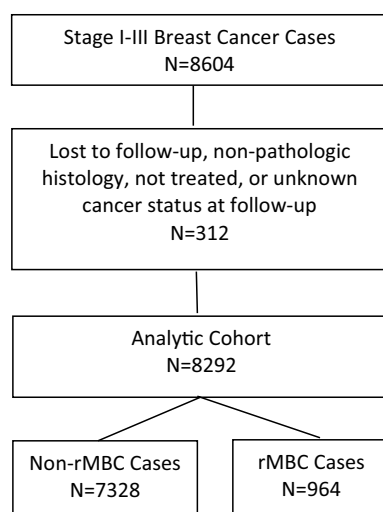 Stage I-III Breast Cancer Cases
N=8604
Lost to follow-up, non-pathologic
histology, not treated, or unknown
cancer status at follow-up
N=312
Analytic Cohort
N=8292
Non-rMBC Cases
N=7328
rMBC Cases
N=964